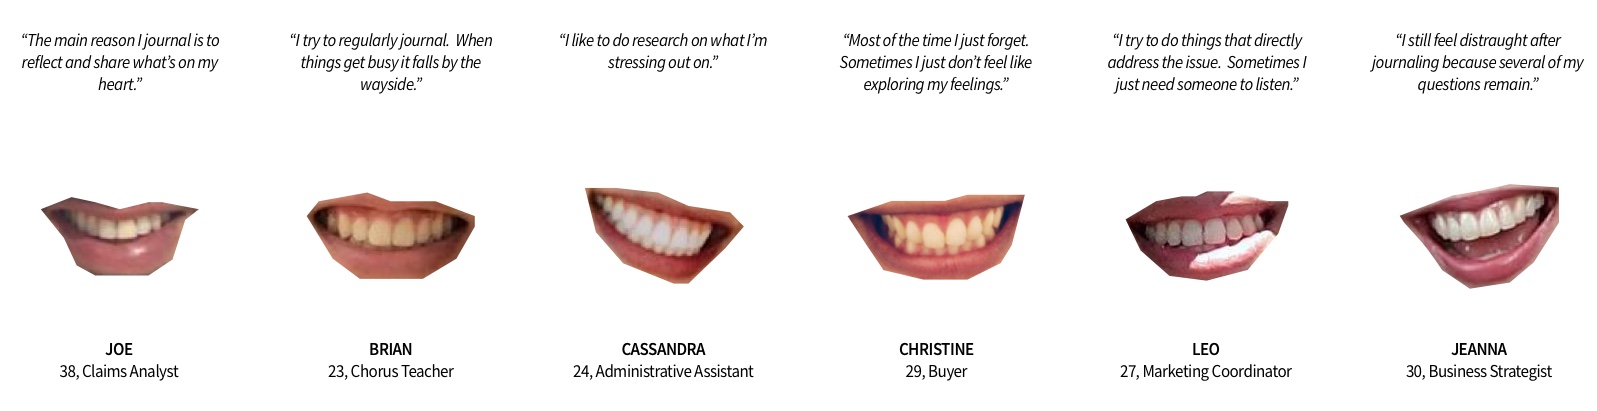 “The main reason I journal is to
reflect and share what’s on my
heart.”
“I try to regularly journal.  When
things get busy it falls by the
wayside.”
“I like to do research on what I’m
stressing out on.”
“Most of the time I just forget.
Sometimes I just don’t feel like
exploring my feelings.”
“I try to do things that directly
address the issue.  Sometimes I
just need someone to listen.”
“I still feel distraught after
journaling because several of my
questions remain.”
JOE
38, Claims Analyst
BRIAN
23, Chorus Teacher
CASSANDRA
24, Administrative Assistant
CHRISTINE
29, Buyer
LEO
27, Marketing Coordinator
JEANNA
30, Business Strategist